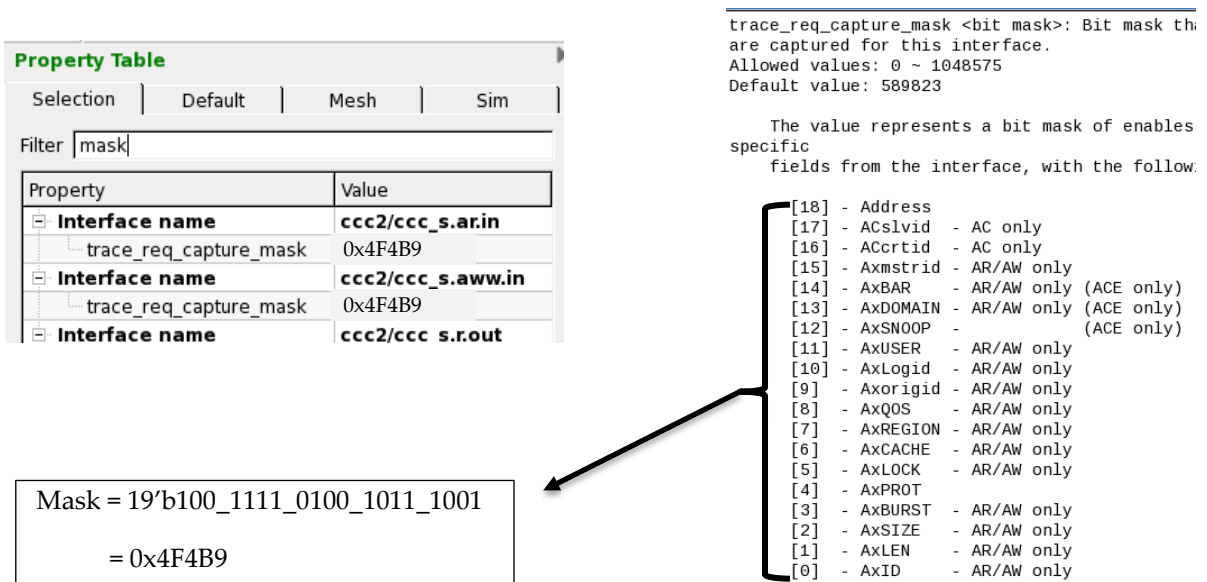 Property Table
Selection Default Mesh Sim
Filter mask
Property Value
Interface name ccc2/ccc_s.ar.in
trace_req_capture_mask 0x4F4B9
Interface name ccc2/ccc_s.aww.in
trace_req_capture_mask 0x4F4B9
Interface name ccc2/ccc_s.r.out
Mask = 19’b100_1111_0100_1011_1001
= 0x4F4B9
trace_req_capture_mask <bit mask>: Bit mask tha
are captured for this interface.
Allowed values: 0 ~ 1048575
Default value: 589823
The value represents a bit mask of enables
specific
fields from the interface, with the followi
[18] - Address
[17] - ACslvid - AC only
[16] - ACcrtid - AC only
[15] - Axmstrid - AR/AW only
[14] - AxBAR - AR/AW only (ACE only)
[13] - AxDOMAIN - AR/AW only (ACE only)
[12] - AxSNOOP - (ACE only)
[11] - AxUSER - AR/AW only
[10] - AxLogid - AR/AW only
[9] - Axorigid - AR/AW only
[8] - AxQOS - AR/AW only
[7] - AxREGION - AR/AW only
[6] - AxCACHE - AR/AW only
[5] - AxLOCK - AR/AW only
[4] - AxPROT
[3] - AxBURST - AR/AW only
[2] - AxSIZE - AR/AW only
[1] - AxLEN - AR/AW only
[0] - AxID - AR/AW only